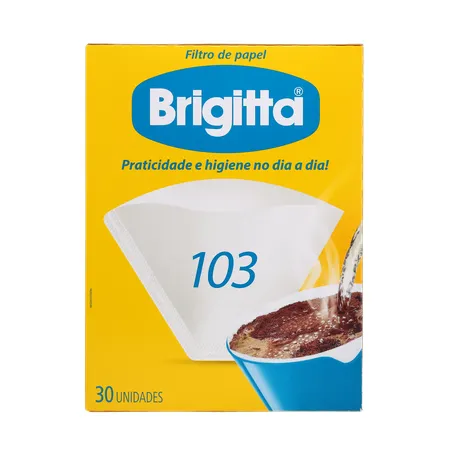 Filtro de papel
Brigitta®
Praticidade e higiene no dia a dia!
103
30 UNIDADES